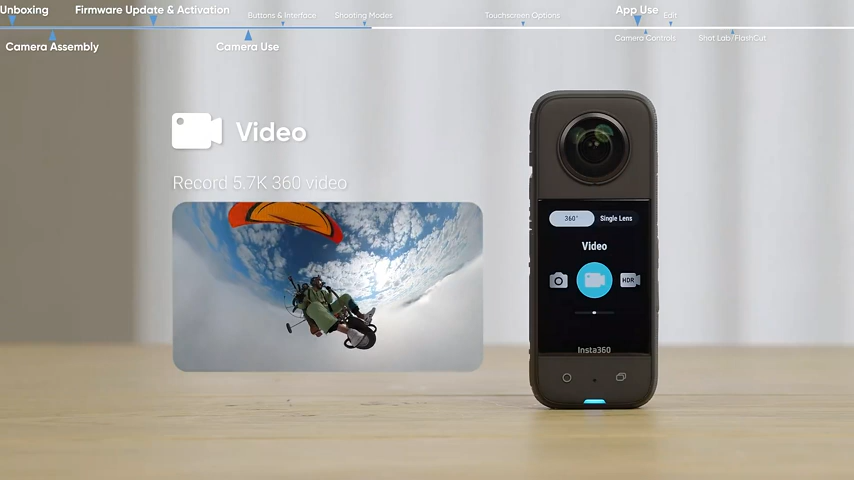 Unboxing
Firmware Update & Activation
Buttons & Interface
Shooting Modes
Touchscreen Options
App Use
Edit
Camera Assembly
Camera Use
Camera Controls
Shot Lab/FlashCut
Video
Record 5.7K 360 video
360°
Single Lens
Video
HDR
Insta360